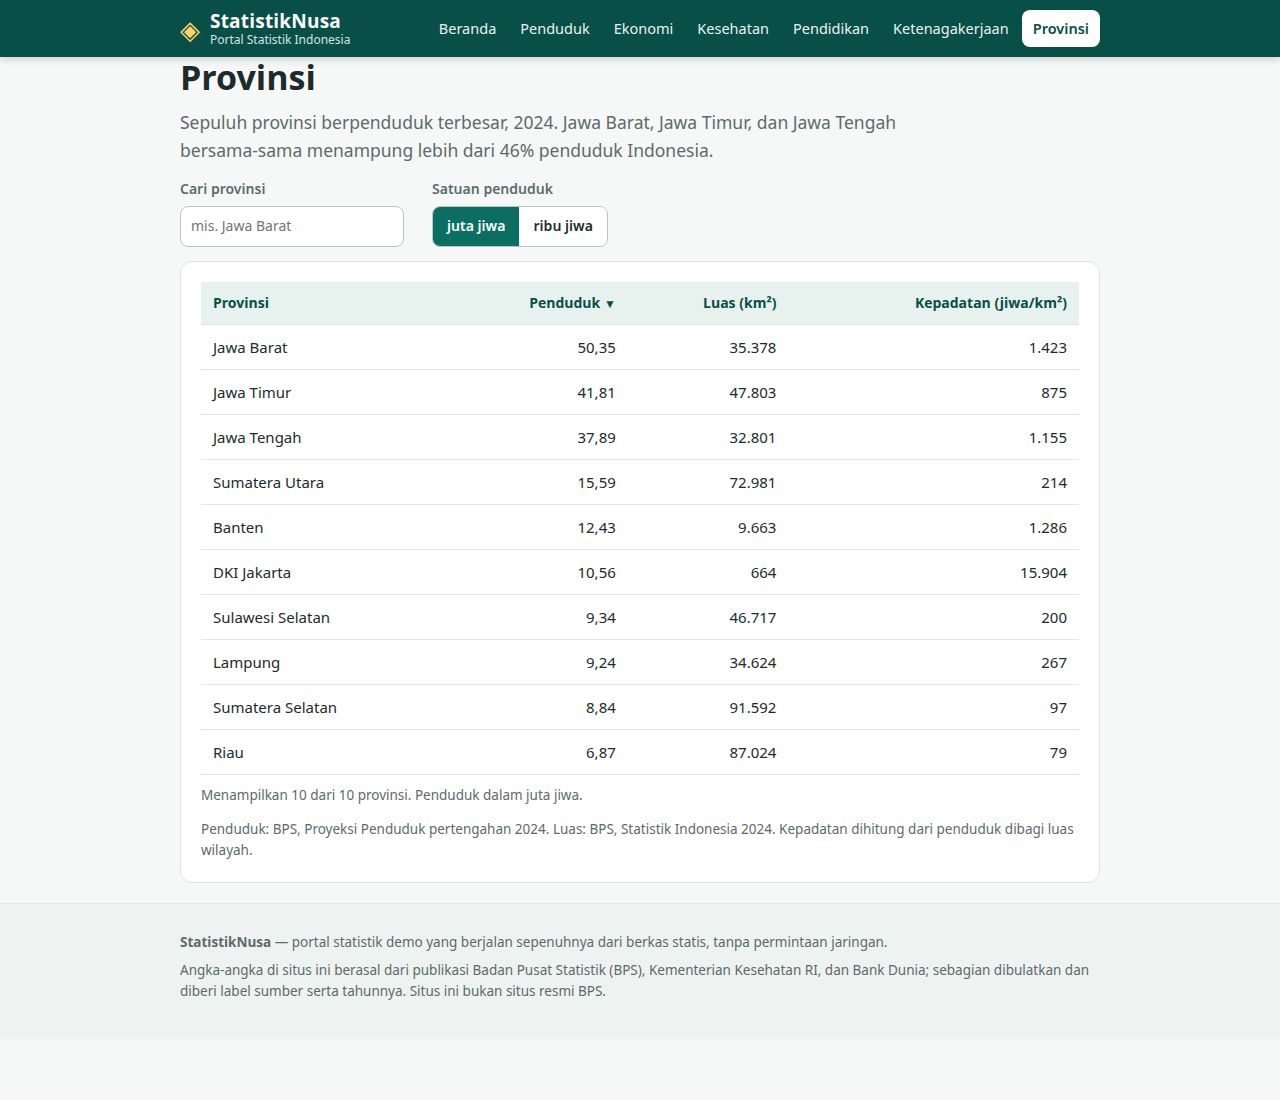 ◈ StatistikNusa
Portal Statistik Indonesia
Beranda Penduduk Ekonomi Kesehatan Pendidikan Ketenagakerjaan Provinsi
Provinsi
Sepuluh provinsi berpenduduk terbesar, 2024. Jawa Barat, Jawa Timur, dan Jawa Tengah
bersama-sama menampung lebih dari 46% penduduk Indonesia.
Cari provinsi Satuan penduduk
mis. Jawa Barat juta jiwa ribu jiwa
Provinsi Penduduk ▼ Luas (km²) Kepadatan (jiwa/km²)
Jawa Barat 50,35 35.378 1.423
Jawa Timur 41,81 47.803 875
Jawa Tengah 37,89 32.801 1.155
Sumatera Utara 15,59 72.981 214
Banten 12,43 9.663 1.286
DKI Jakarta 10,56 664 15.904
Sulawesi Selatan 9,34 46.717 200
Lampung 9,24 34.624 267
Sumatera Selatan 8,84 91.592 97
Riau 6,87 87.024 79
Menampilkan 10 dari 10 provinsi. Penduduk dalam juta jiwa.
Penduduk: BPS, Proyeksi Penduduk pertengahan 2024. Luas: BPS, Statistik Indonesia 2024. Kepadatan dihitung dari penduduk dibagi luas
wilayah.
StatistikNusa — portal statistik demo yang berjalan sepenuhnya dari berkas statis, tanpa permintaan jaringan.
Angka-angka di situs ini berasal dari publikasi Badan Pusat Statistik (BPS), Kementerian Kesehatan RI, dan Bank Dunia; sebagian dibulatkan dan
diberi label sumber serta tahunnya. Situs ini bukan situs resmi BPS.